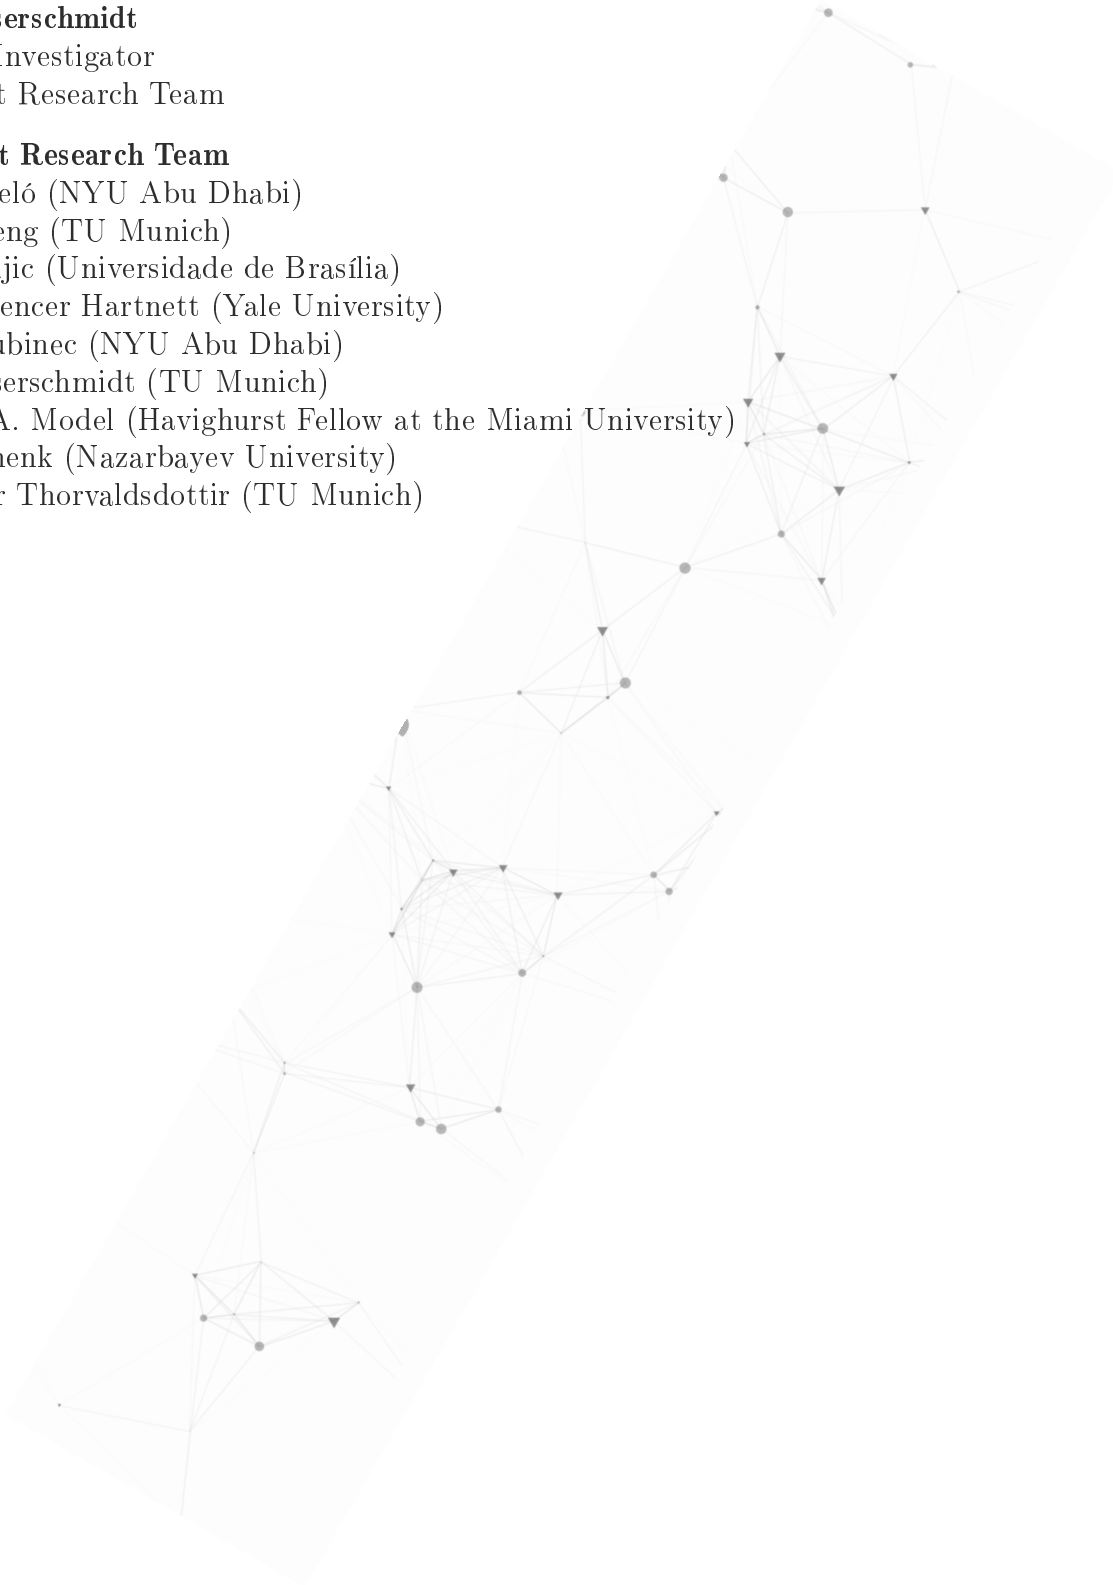 serschmidt
Investigator
t Research Team
t Research Team
eló (NYU Abu Dhabi)
eng (TU Munich)
jic (Universidade de Brasília)
encer Hartnett (Yale University)
ubinec (NYU Abu Dhabi)
serschmidt (TU Munich)
A. Model (Havighurst Fellow at the Miami University)
henk (Nazarbayev University)
r Thorvaldsdottir (TU Munich)